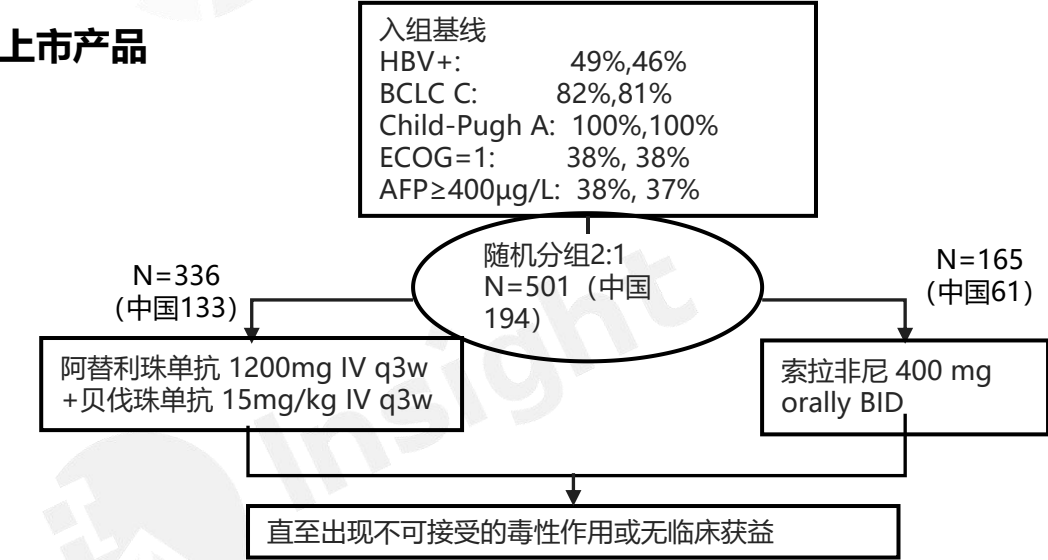 上市产品
入组基线
HBV+: 49%,46%
BCLC C: 82%,81%
Child-Pugh A: 100%,100%
ECOG=1: 38%, 38%
AFP≥400μg/L: 38%, 37%
随机分组2:1
N=501（中国
194）
N=336
（中国133）
N=165
（中国61）
阿替利珠单抗 1200mg IV q3w
+贝伐珠单抗 15mg/kg IV q3w
索拉非尼 400 mg
orally BID
直至出现不可接受的毒性作用或无临床获益
Insight